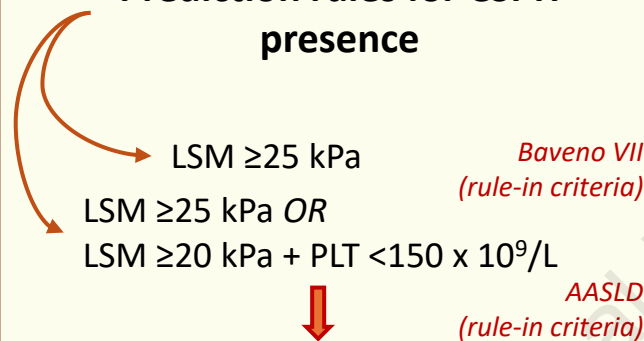 presence
LSM ≥25 kPa
Baveno VII
(rule-in criteria)
LSM ≥25 kPa OR
LSM ≥20 kPa + PLT <150 x 10⁹/L
AASLD
(rule-in criteria)